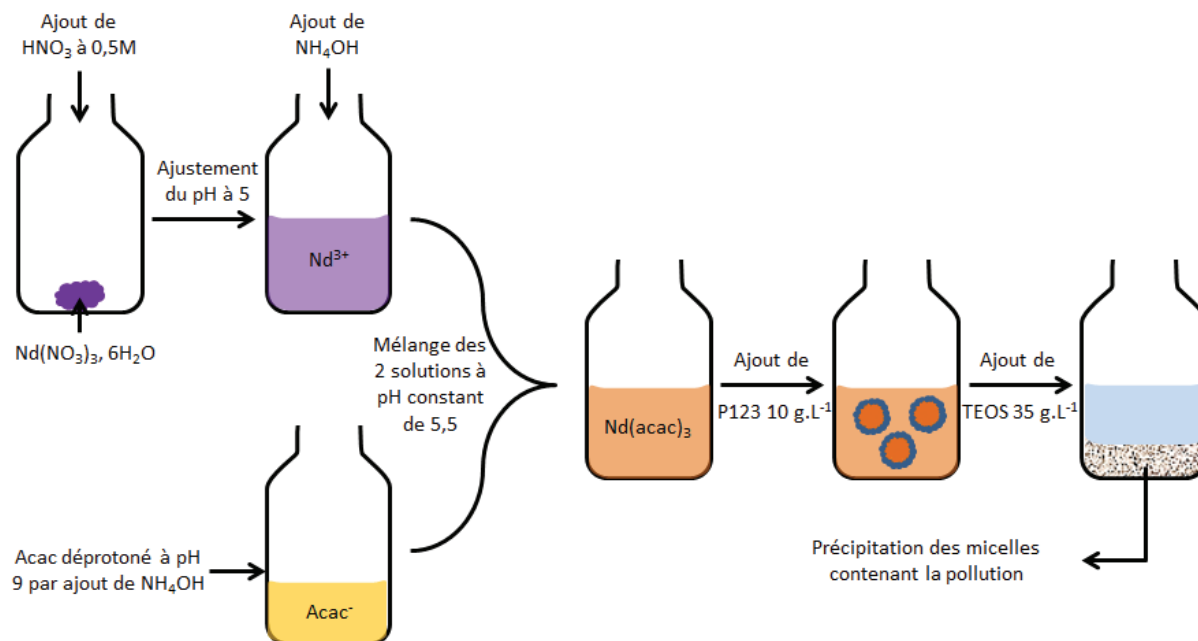 Ajout de
HNO₃ à 0,5M
Ajout de
NH₄OH
Ajustement
du pH à 5
Nd³⁺
Nd(NO₃)₃, 6H₂O
Mélange des
2 solutions à
pH constant
de 5,5
Acac déprotoné à pH
9 par ajout de NH₄OH
Acac⁻
Nd(acac)₃
Ajout de
P123 10 g.L⁻¹
Ajout de
TEOS 35 g.L⁻¹
Précipitation des micelles
contenant la pollution